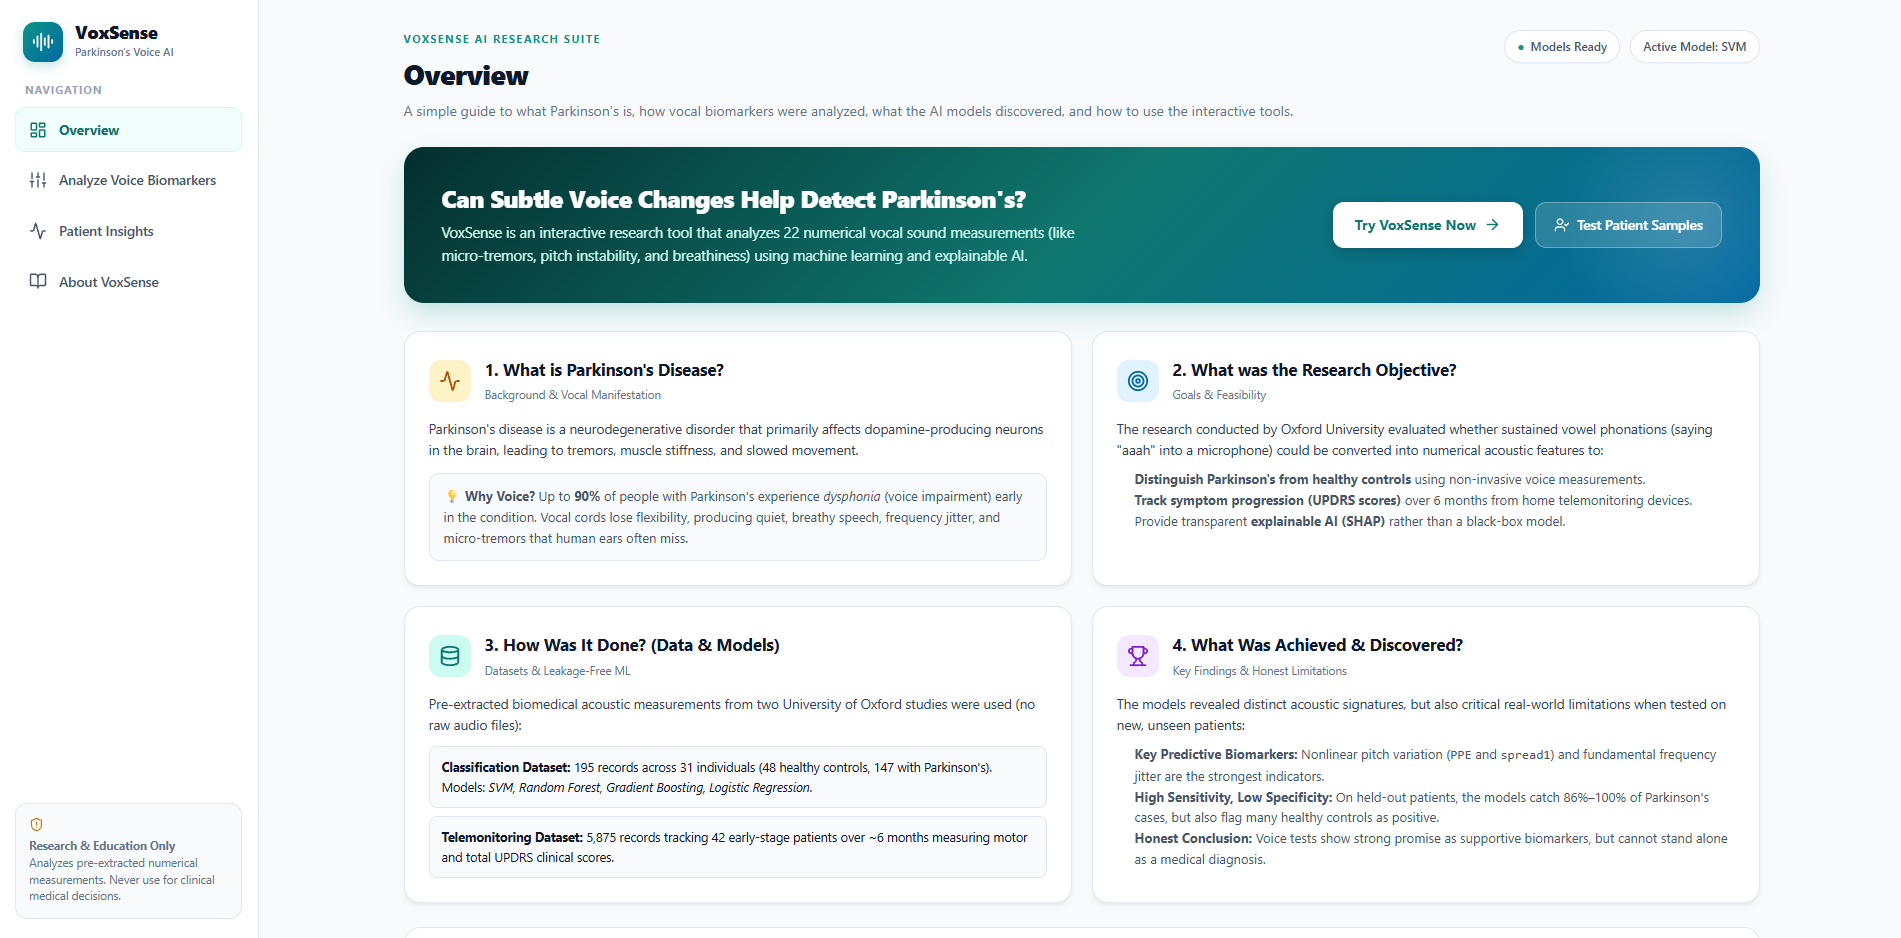 VoxSense
Parkinson's Voice AI
NAVIGATION
Overview
Analyze Voice Biomarkers
Patient Insights
About VoxSense
Research & Education Only
Analyzes pre-extracted numerical
measurements. Never use for clinical
medical decisions.
VOXSENSE AI RESEARCH SUITE
Overview
A simple guide to what Parkinson's is, how vocal biomarkers were analyzed, what the AI models discovered, and how to use the interactive tools.
Models Ready
Active Model: SVM
Can Subtle Voice Changes Help Detect Parkinson's?
VoxSense is an interactive research tool that analyzes 22 numerical vocal sound measurements (like
micro-tremors, pitch instability, and breathiness) using machine learning and explainable AI.
Try VoxSense Now →
Test Patient Samples
1. What is Parkinson's Disease?
Background & Vocal Manifestation
Parkinson's disease is a neurodegenerative disorder that primarily affects dopamine-producing neurons
in the brain, leading to tremors, muscle stiffness, and slowed movement.
💡 Why Voice? Up to 90% of people with Parkinson's experience dysphonia (voice impairment) early
in the condition. Vocal cords lose flexibility, producing quiet, breathy speech, frequency jitter, and
micro-tremors that human ears often miss.
2. What was the Research Objective?
Goals & Feasibility
The research conducted by Oxford University evaluated whether sustained vowel phonations (saying
"aaah" into a microphone) could be converted into numerical acoustic features to:
Distinguish Parkinson's from healthy controls using non-invasive voice measurements.
Track symptom progression (UPDRS scores) over 6 months from home telemonitoring devices.
Provide transparent explainable AI (SHAP) rather than a black-box model.
3. How Was It Done? (Data & Models)
Datasets & Leakage-Free ML
Pre-extracted biomedical acoustic measurements from two University of Oxford studies were used (no
raw audio files):
Classification Dataset: 195 records across 31 individuals (48 healthy controls, 147 with Parkinson's).
Models: SVM, Random Forest, Gradient Boosting, Logistic Regression.
Telemonitoring Dataset: 5,875 records tracking 42 early-stage patients over ~6 months measuring motor
and total UPDRS clinical scores.
4. What Was Achieved & Discovered?
Key Findings & Honest Limitations
The models revealed distinct acoustic signatures, but also critical real-world limitations when tested on
new, unseen patients:
Key Predictive Biomarkers: Nonlinear pitch variation (PPE and spread1) and fundamental frequency
jitter are the strongest indicators.
High Sensitivity, Low Specificity: On held-out patients, the models catch 86%–100% of Parkinson's
cases, but also flag many healthy controls as positive.
Honest Conclusion: Voice tests show strong promise as supportive biomarkers, but cannot stand alone
as a medical diagnosis.